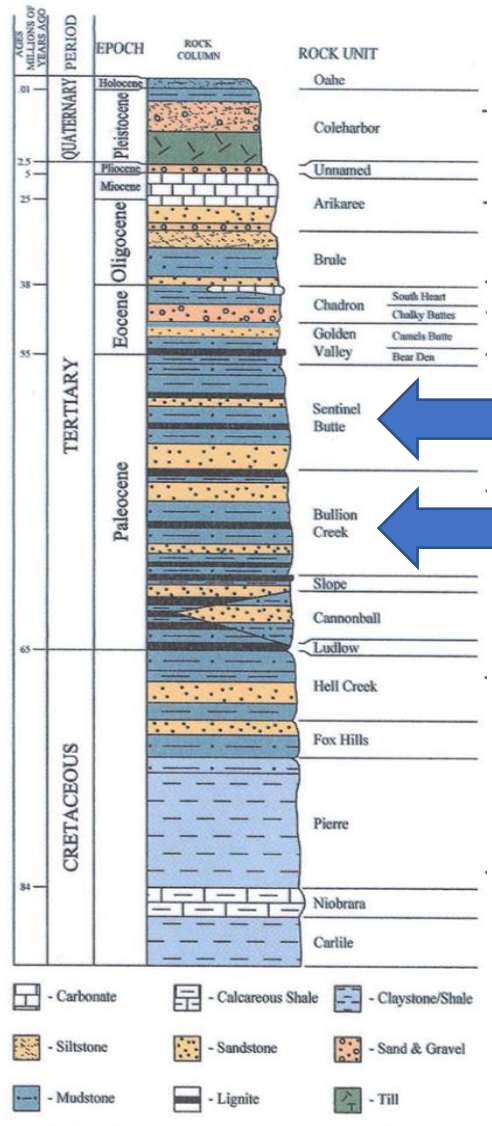 AGES
MILLIONS OF
YEARS AGO
PERIOD
EPOCH
ROCK
COLUMN
ROCK UNIT
.01
QUATERNARY
Holocene
Oahe
Pleistocene
Coleharbor
2.5
TERTIARY
Pliocene
Unnamed
5
Miocene
Arikaree
25
Oligocene
Brule
38
Eocene
Chadron
South Heart
Chalky Buttes
Golden
Valley
Camels Butte
Bear Den
55
Paleocene
Sentinel
Butte
Bullion
Creek
Slope
Cannonball
Ludlow
65
CRETACEOUS
Hell Creek
Fox Hills
Pierre
84
Niobrara
Carlile
- Carbonate
- Calcareous Shale
- Claystone/Shale
- Siltstone
- Sandstone
- Sand & Gravel
- Mudstone
- Lignite
- Till